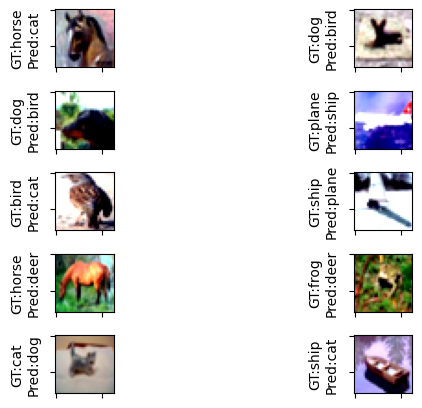 GT:horse
Pred:cat
GT:dog
Pred:bird
GT:dog
Pred:bird
GT:plane
Pred:ship
GT:bird
Pred:cat
GT:ship
Pred:plane
GT:horse
Pred:deer
GT:frog
Pred:deer
GT:cat
Pred:dog
GT:ship
Pred:cat